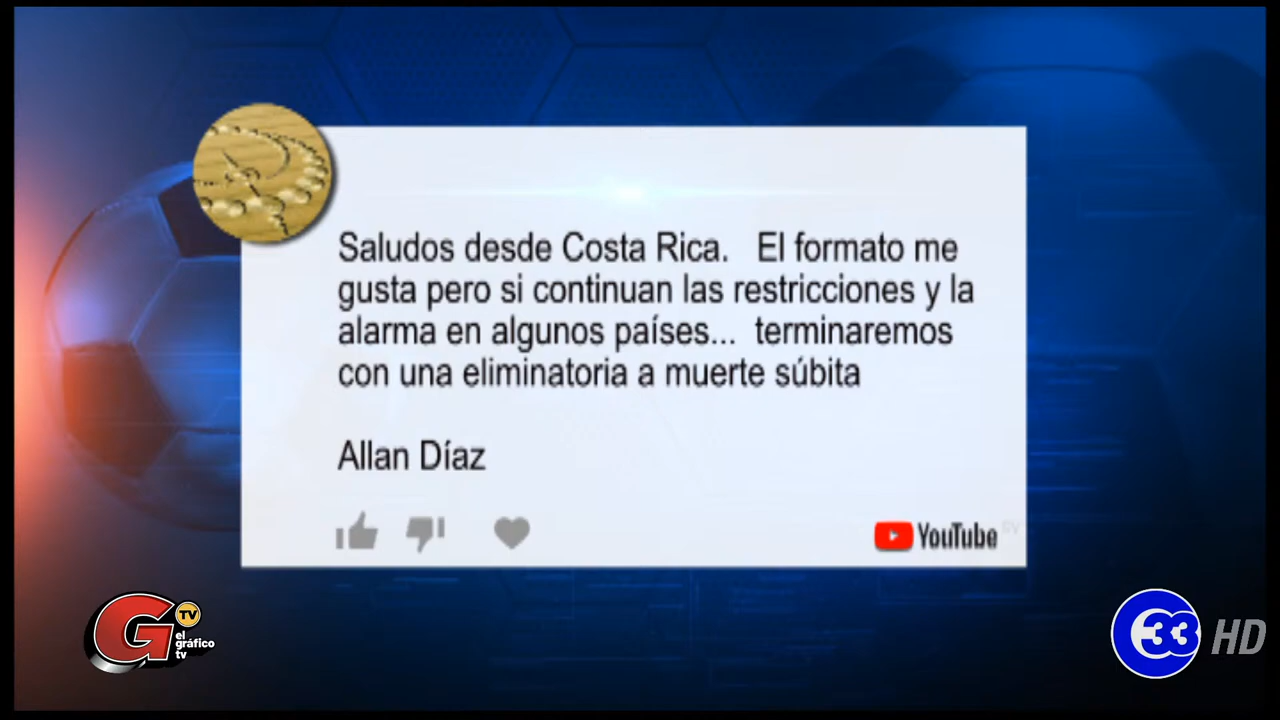 Saludos desde Costa Rica.   El formato me
gusta pero si continuan las restricciones y la
alarma en algunos países...  terminaremos
con una eliminatoria a muerte súbita
Allan Díaz
YouTube
G TV
el
gráfico
tv
33 HD